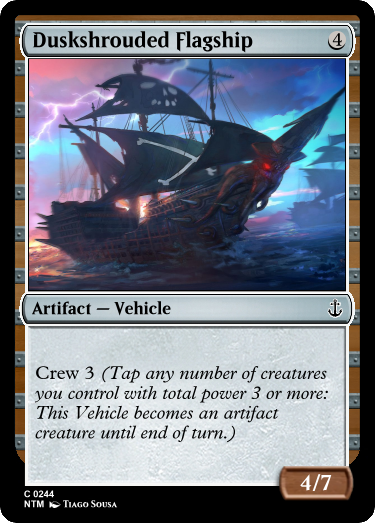 Duskshrouded Flagship 4
Artifact — Vehicle
Crew 3 (Tap any number of creatures
you control with total power 3 or more:
This Vehicle becomes an artifact
creature until end of turn.)
4/7
C 0244
NTM Tiago Sousa